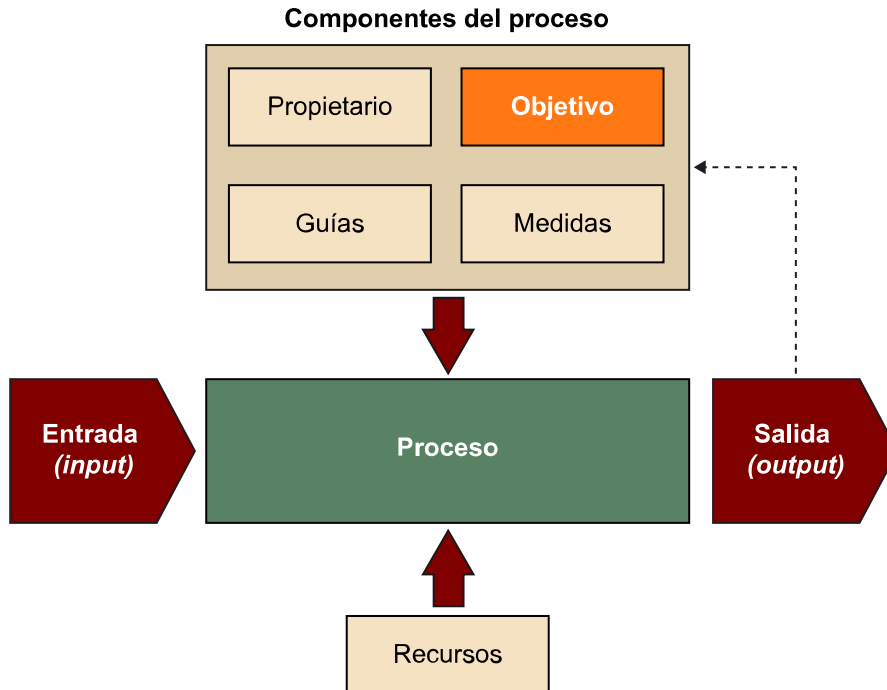 Componentes del proceso
Propietario
Objetivo
Guías
Medidas
Entrada
(input)
Proceso
Salida
(output)
Recursos